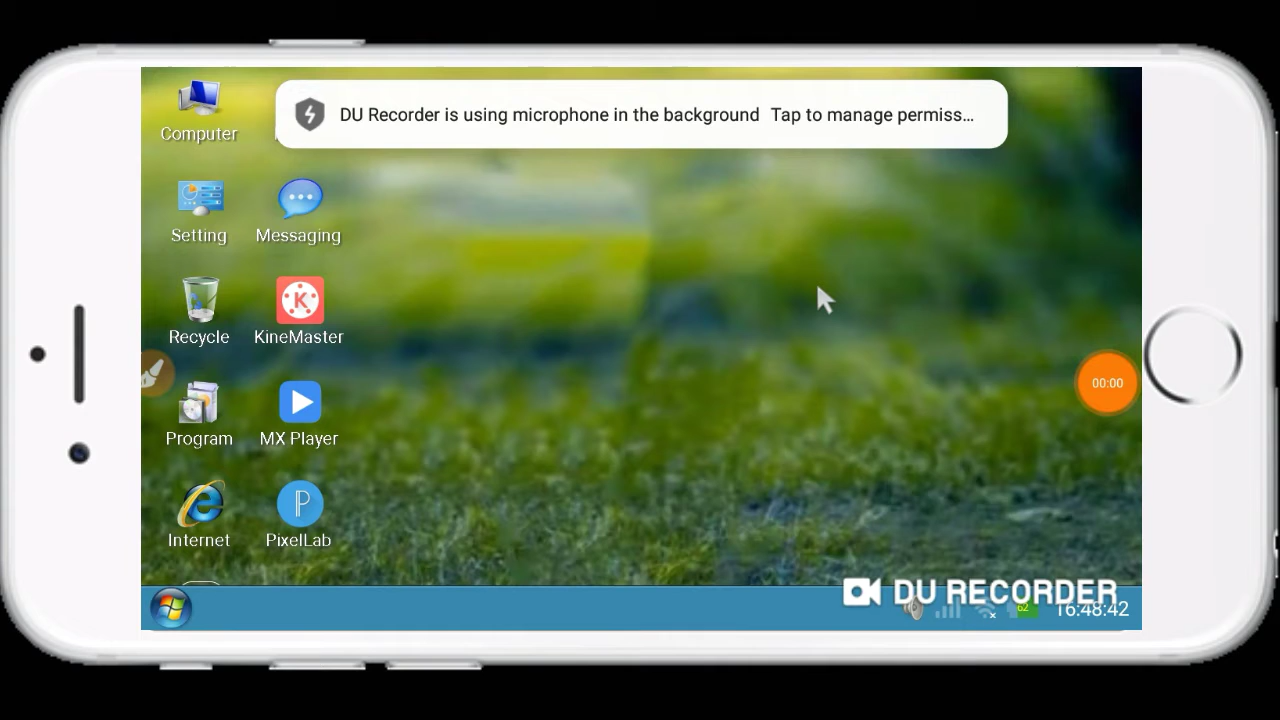 DU Recorder is using microphone in the background Tap to manage permiss...
Computer
Setting
Messaging
Recycle
KineMaster
Program
MX Player
00:00
Internet
PixelLab
DU RECORDER
62
16:48:42